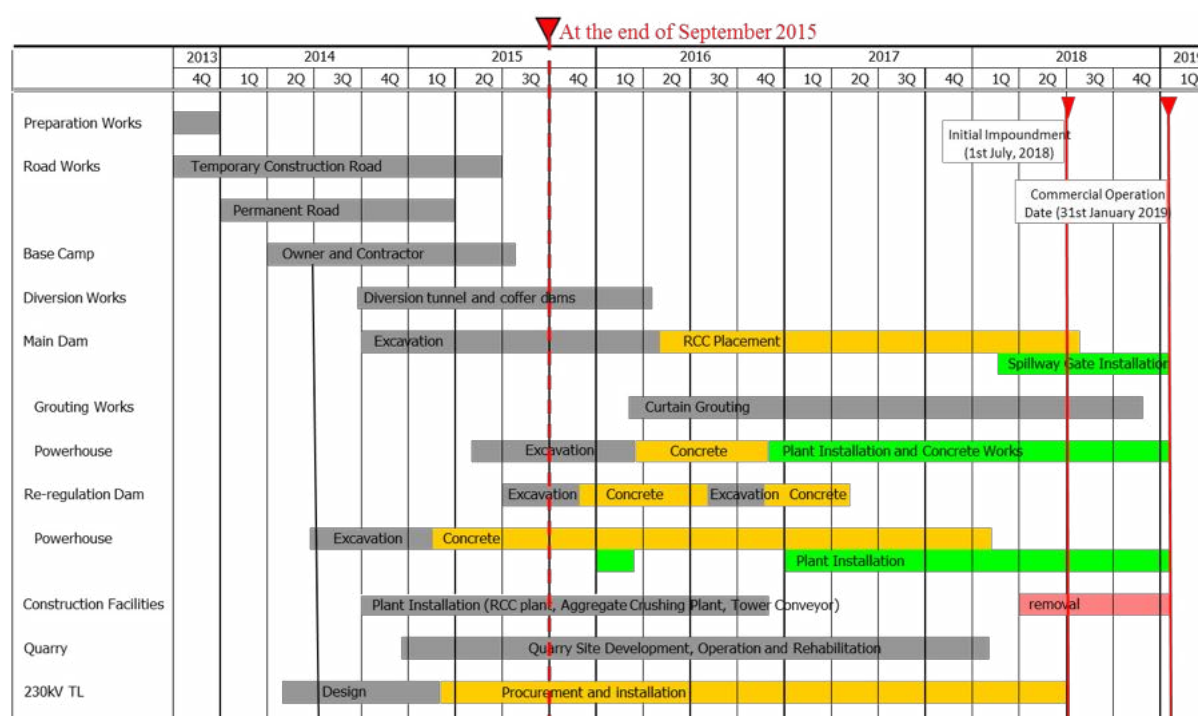 At the end of September 2015
2013 2014 2015 2016 2017 2018 2019
4Q 1Q 2Q 3Q 4Q 1Q 2Q 3Q 4Q 1Q 2Q 3Q 4Q 1Q 2Q 3Q 4Q 1Q 2Q 3Q 4Q 1Q
Preparation Works
Initial Impoundment
(1st July, 2018)
Road Works
Temporary Construction Road
Commercial Operation
Date (31st January 2019)
Permanent Road
Base Camp
Owner and Contractor
Diversion Works
Diversion tunnel and coffer dams
Main Dam
Excavation
RCC Placement
Spillway Gate Installation
Grouting Works
Curtain Grouting
Powerhouse
Excavation
Concrete
Plant Installation and Concrete Works
Re-regulation Dam
Excavation
Concrete
Excavation
Concrete
Powerhouse
Excavation
Concrete
Plant Installation
Construction Facilities
Plant Installation (RCC plant, Aggregate Crushing Plant, Tower Conveyor)
removal
Quarry
Quarry Site Development, Operation and Rehabilitation
230kV TL
Design
Procurement and installation